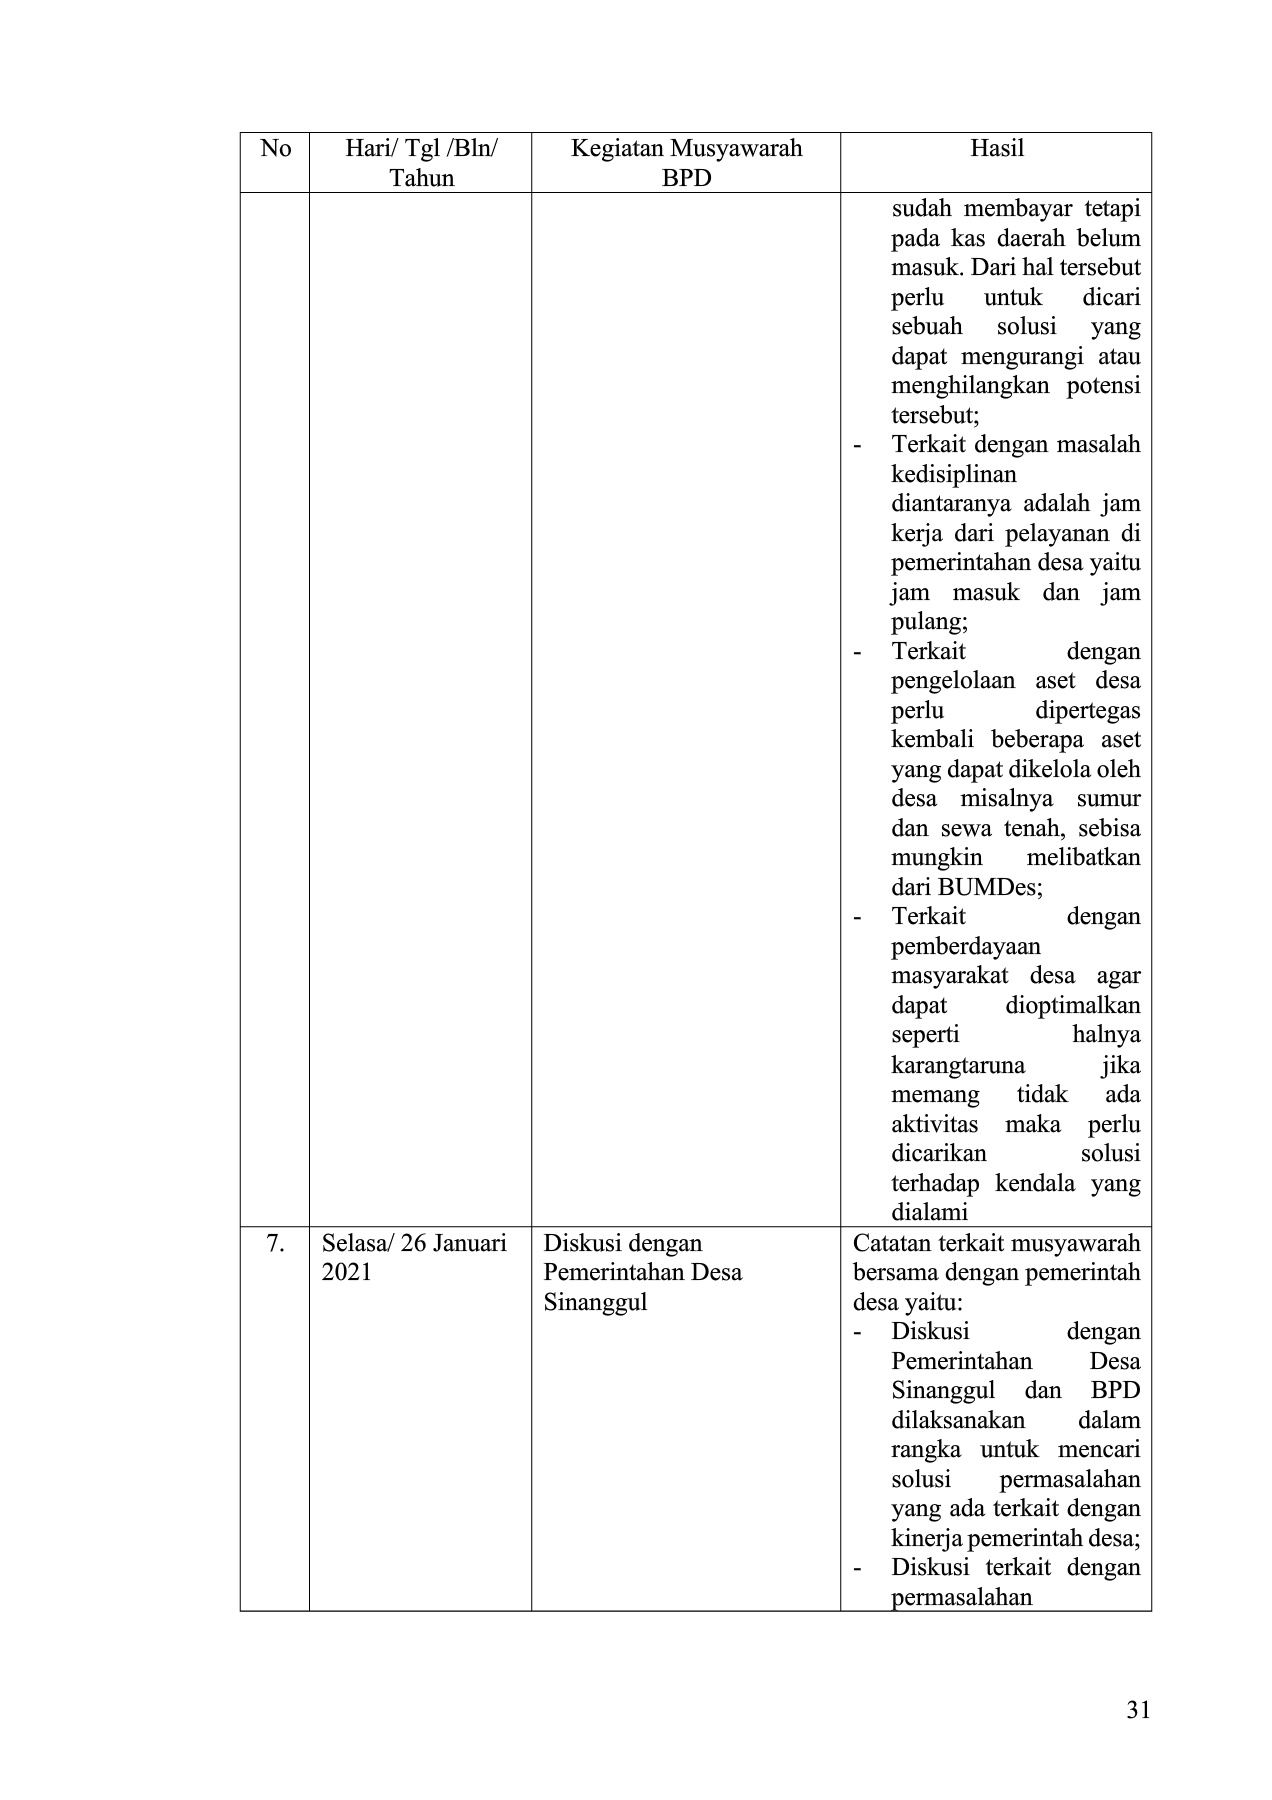 No
Hari/ Tgl /Bln/
Tahun
Kegiatan Musyawarah
BPD
Hasil
sudah membayar tetapi
pada kas daerah belum
masuk. Dari hal tersebut
perlu untuk dicari
sebuah solusi yang
dapat mengurangi atau
menghilangkan potensi
tersebut;
- Terkait dengan masalah
kedisiplinan
diantaranya adalah jam
kerja dari pelayanan di
pemerintahan desa yaitu
jam masuk dan jam
pulang;
- Terkait dengan
pengelolaan aset desa
perlu dipertegas
kembali beberapa aset
yang dapat dikelola oleh
desa misalnya sumur
dan sewa tenah, sebisa
mungkin melibatkan
dari BUMDes;
- Terkait dengan
pemberdayaan
masyarakat desa agar
dapat dioptimalkan
seperti halnya
karangtaruna jika
memang tidak ada
aktivitas maka perlu
dicarikan solusi
terhadap kendala yang
dialami
7.
Selasa/ 26 Januari
2021
Diskusi dengan
Pemerintahan Desa
Sinanggul
Catatan terkait musyawarah
bersama dengan pemerintah
desa yaitu:
- Diskusi dengan
Pemerintahan Desa
Sinanggul dan BPD
dilaksanakan dalam
rangka untuk mencari
solusi permasalahan
yang ada terkait dengan
kinerja pemerintah desa;
- Diskusi terkait dengan
permasalahan
31